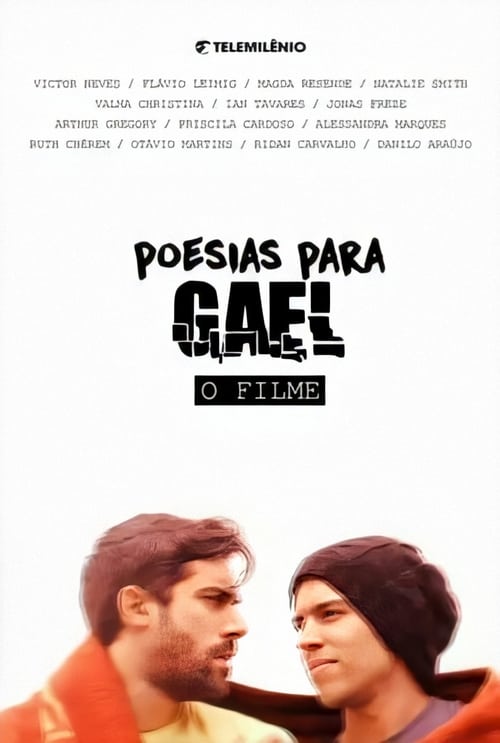 TELEMILÊNIO
VICTOR NEVES / FLÁVIO LEIMIG / MAGDA RESENDE / NATALIE SMITH
VALMA CHRISTINA / IAN TAVARES / JONAS FREBE
ARTHUR GREGORY / PRISCILA CARDOSO / ALESSANDRA MARQUES
RUTH CHÉREM / OTÁVIO MARTINS / RIDAN CARVALHO / DANILO ARAÚJO
POESIAS PARA
GAEL
O FILME